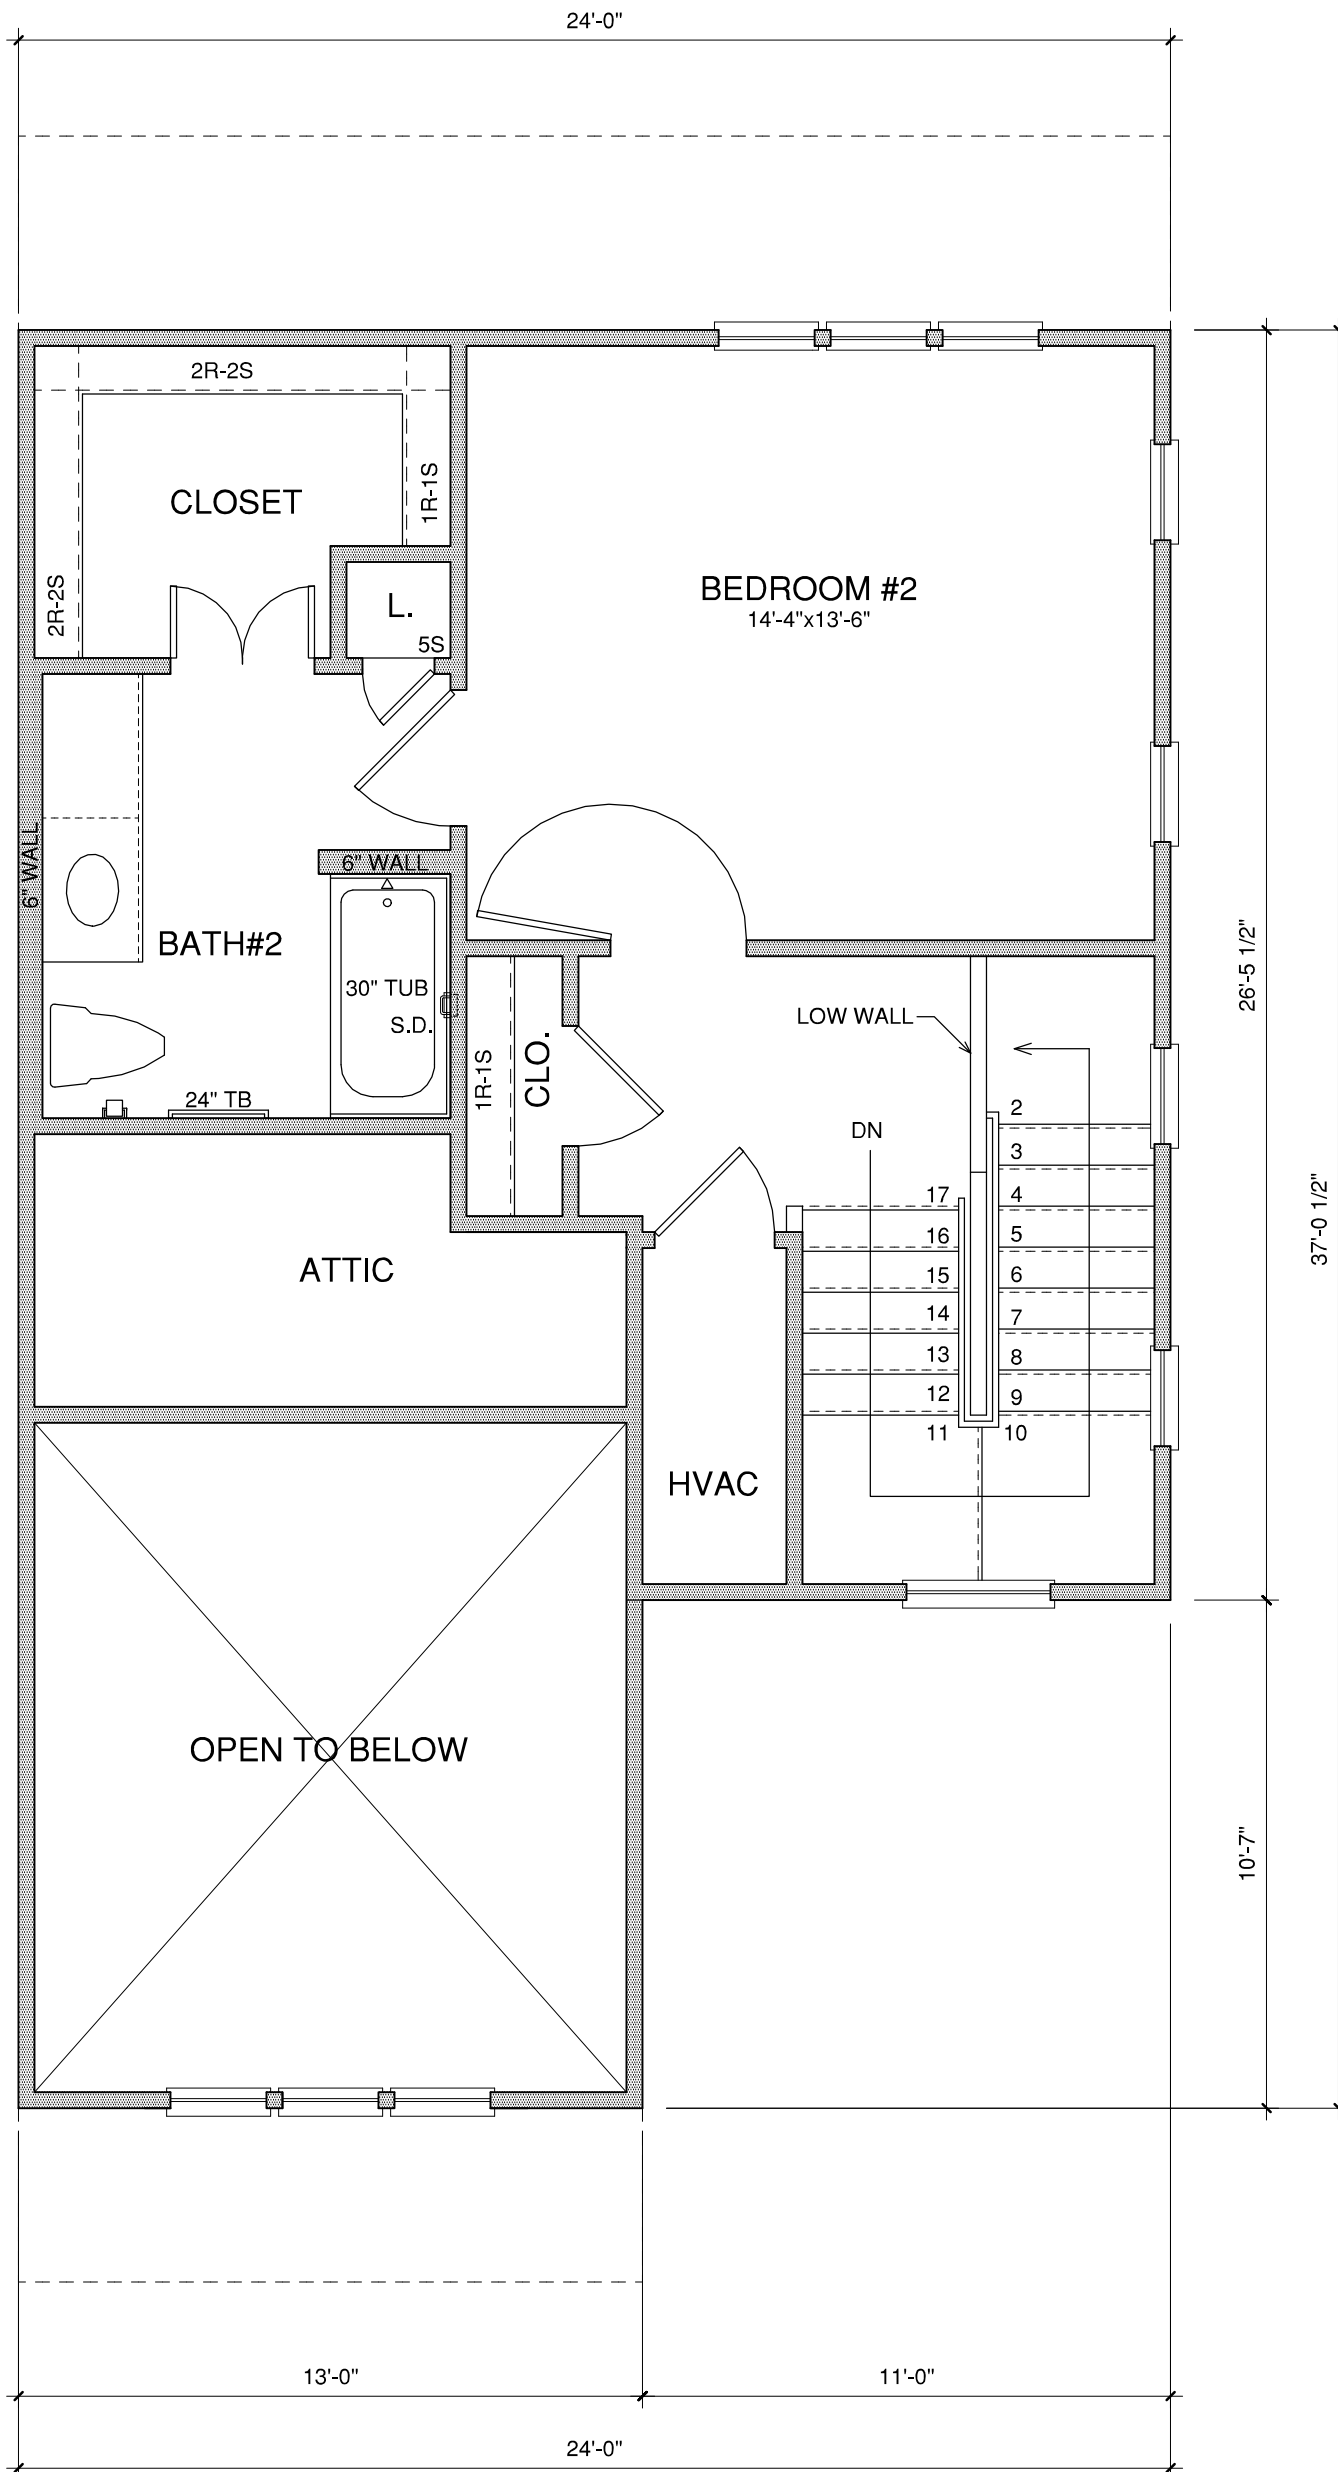 24'-0"
2R-2S
1R-1S
CLOSET
2R-2S
L.
5S
BEDROOM #2
14'-4"x13'-6"
6" WALL
6" WALL
BATH#2
30" TUB
S.D.
24" TB
1R-1S
CLO.
LOW WALL
DN
2
3
4
5
6
7
8
9
10
17
16
15
14
13
12
11
26'-5 1/2"
37'-0 1/2"
ATTIC
HVAC
OPEN TO BELOW
10'-7"
13'-0"
11'-0"
24'-0"